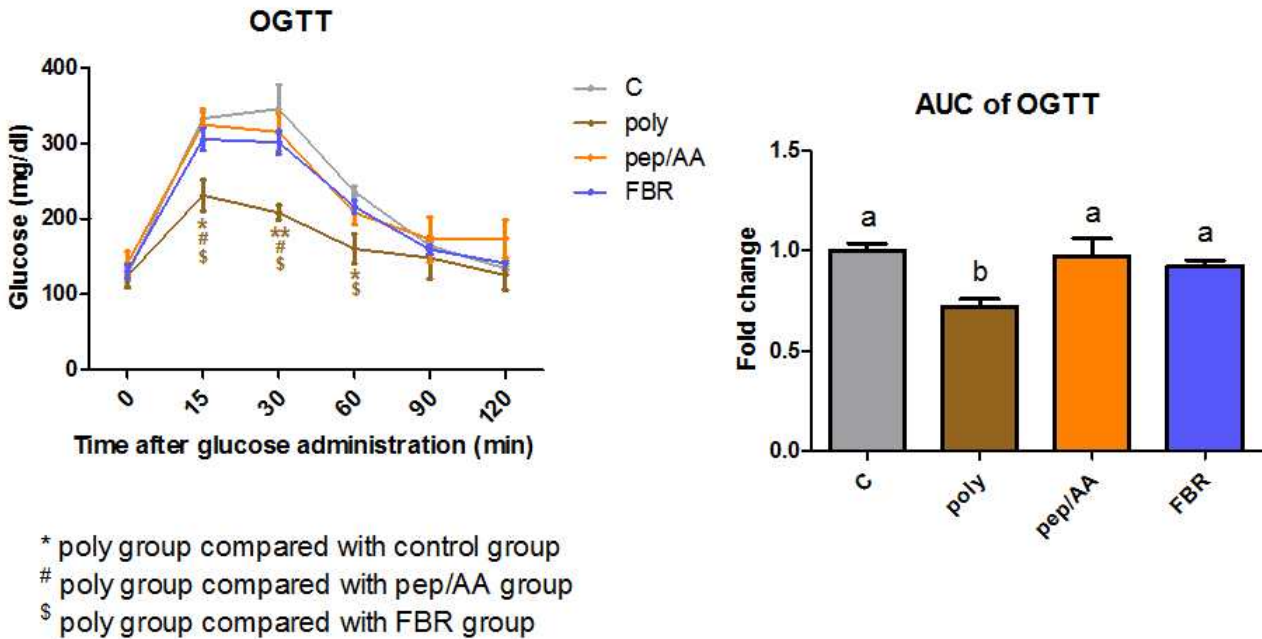 OGTT
Glucose (mg/dl)
400
300
200
100
0
*
#
$
**
#
$
*
$
0
15
30
60
90
120
Time after glucose administration (min)
C
poly
pep/AA
FBR
AUC of OGTT
Fold change
1.5
1.0
0.5
0.0
a
b
a
a
C
poly
pep/AA
FBR
* poly group compared with control group
# poly group compared with pep/AA group
$ poly group compared with FBR group